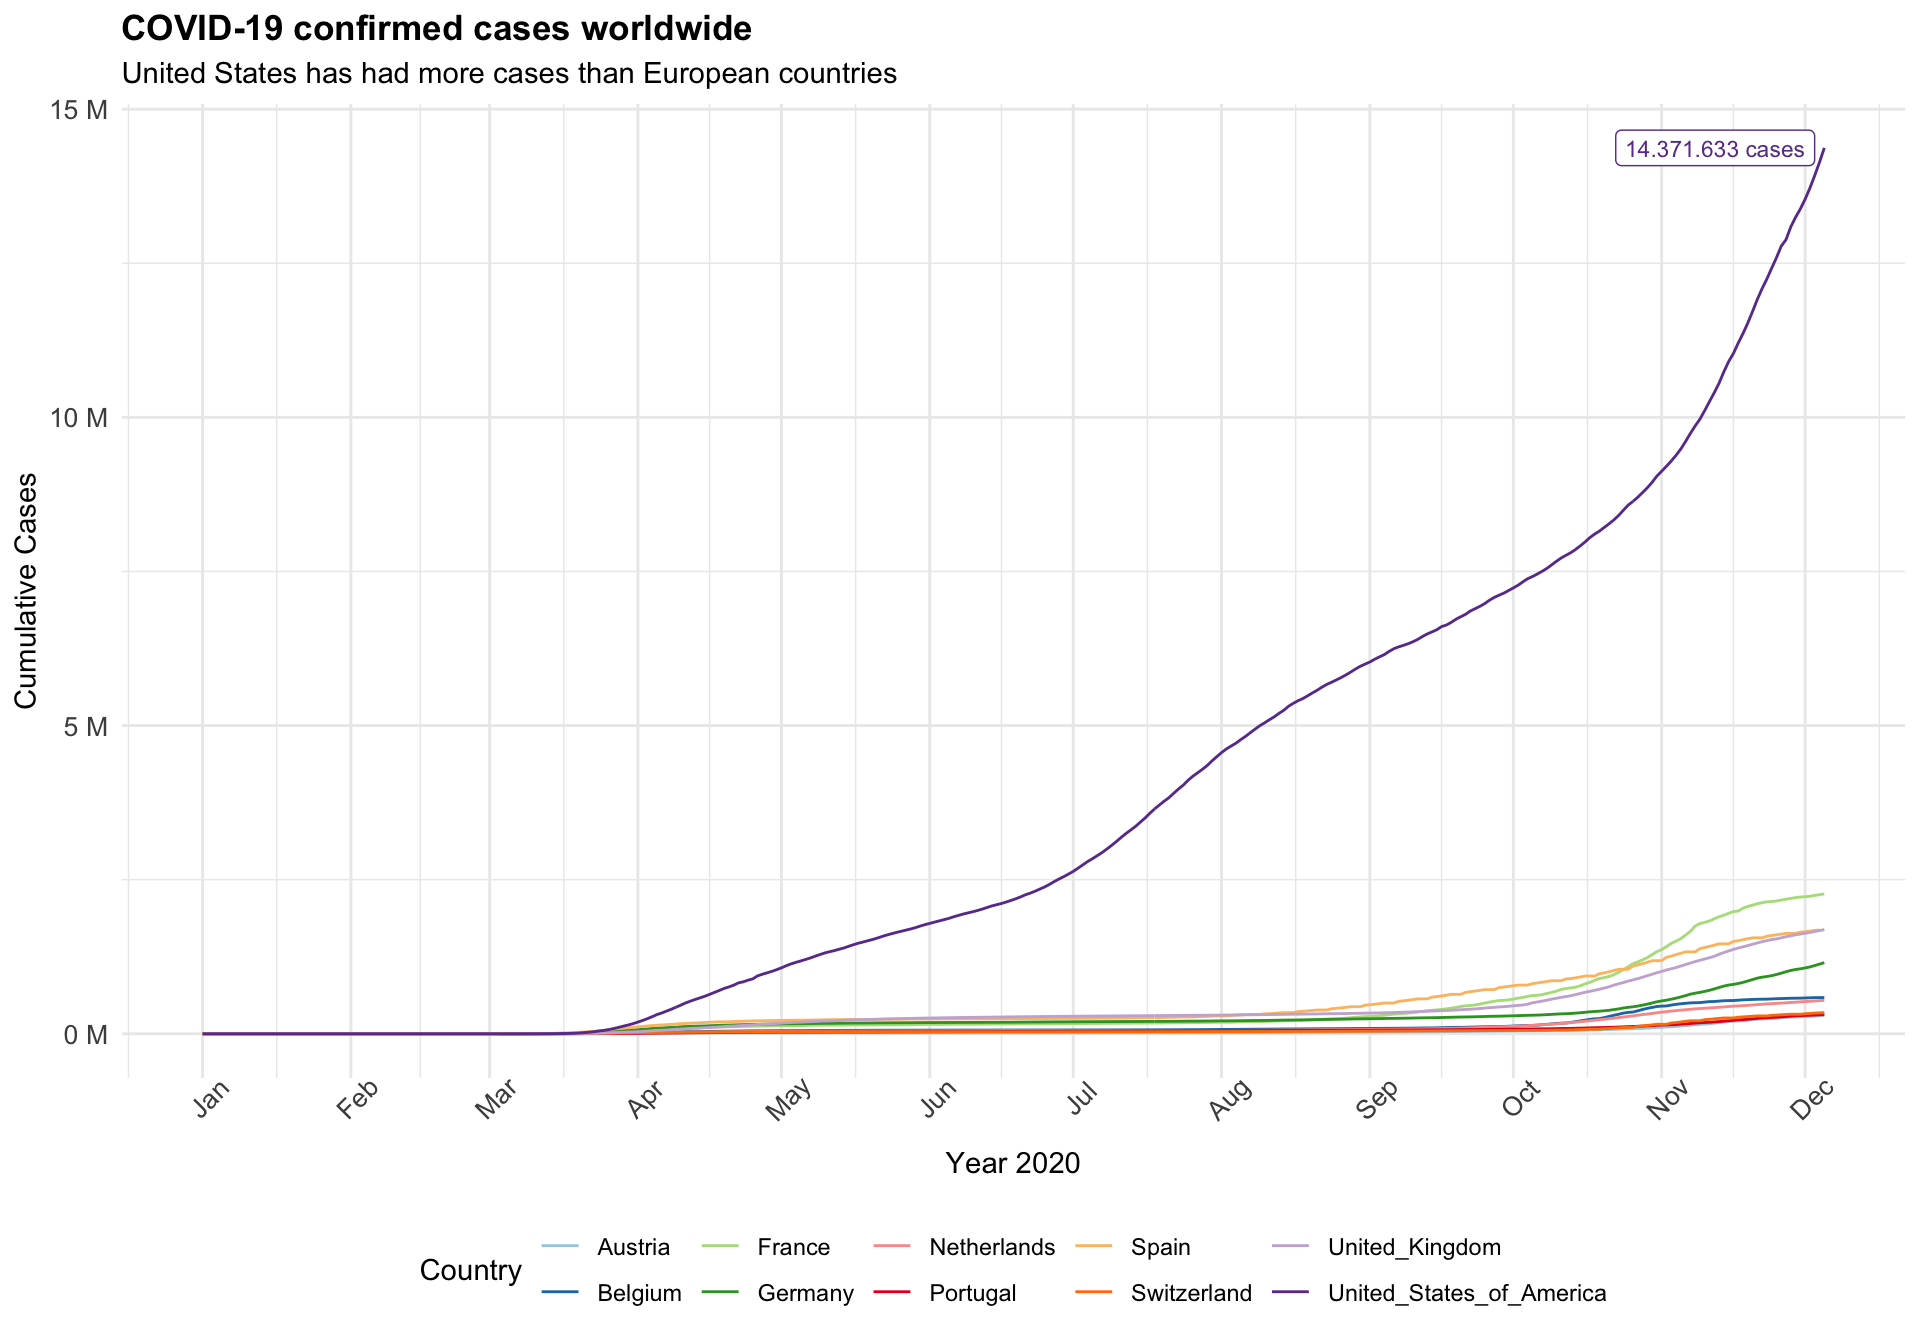 COVID-19 confirmed cases worldwide
United States has had more cases than European countries
15 M
14.371.633 cases
10 M
Cumulative Cases
5 M
0 M
Jan Feb Mar Apr May Jun Jul Aug Sep Oct Nov Dec
Year 2020
Country
Austria France Netherlands Spain United_Kingdom
Belgium Germany Portugal Switzerland United_States_of_America